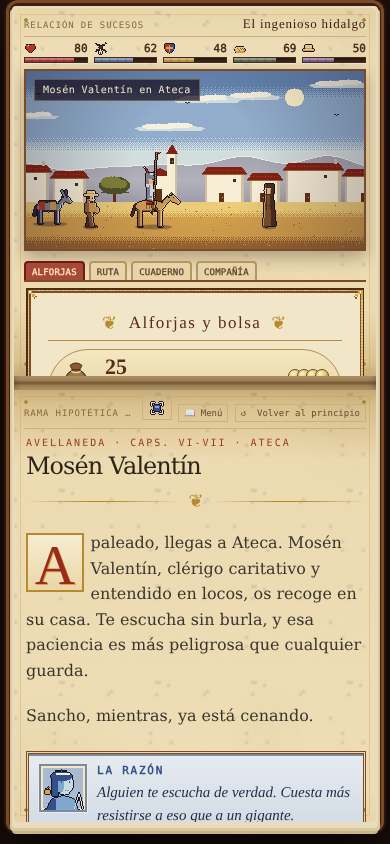 RELACIÓN DE SUCESOS
El ingenioso hidalgo
80 62 48 69 50
Mosén Valentín en Ateca
ALFORJAS RUTA CUADERNO COMPAÑÍA
Alforjas y bolsa
25
RAMA HIPOTÉTICA …
Menú
Volver al principio
AVELLANEDA · CAPS. VI-VII · ATECA
Mosén Valentín
Apaleado, llegas a Ateca. Mosén
Valentín, clérigo caritativo y
entendido en locos, os recoge en
su casa. Te escucha sin burla, y esa
paciencia es más peligrosa que cualquier
guarda.
Sancho, mientras, ya está cenando.
LA RAZÓN
Alguien te escucha de verdad. Cuesta más
resistirse a eso que a un gigante.